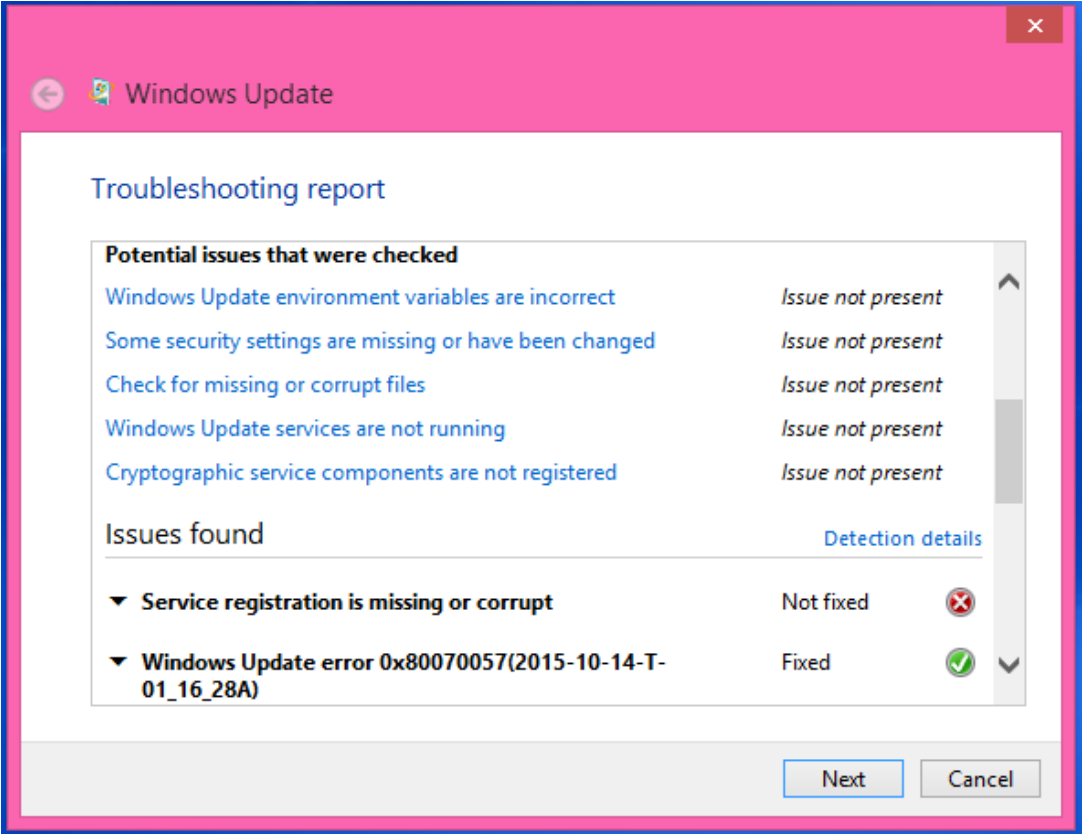 Windows Update
Troubleshooting report
Potential issues that were checked
Windows Update environment variables are incorrect Issue not present
Some security settings are missing or have been changed Issue not present
Check for missing or corrupt files Issue not present
Windows Update services are not running Issue not present
Cryptographic service components are not registered Issue not present
Issues found Detection details
Service registration is missing or corrupt Not fixed
Windows Update error 0x80070057(2015-10-14-T- Fixed
01_16_28A)
Next Cancel